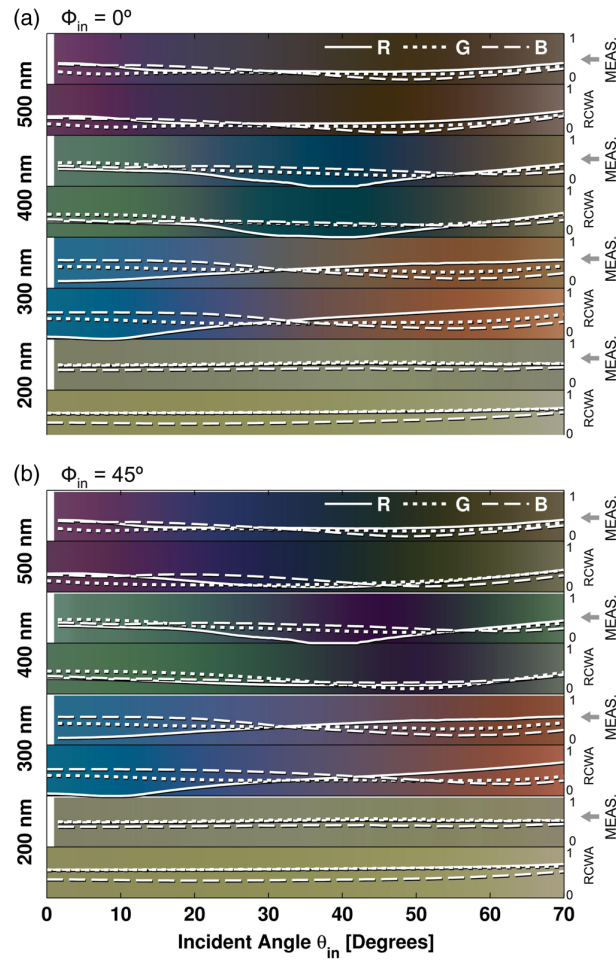 (a) Φin = 0º
R G B
500 nm
1
0
MEAS.
1
0
RCWA
400 nm
1
0
MEAS.
1
0
RCWA
300 nm
1
0
MEAS.
1
0
RCWA
200 nm
1
0
MEAS.
1
0
RCWA
(b) Φin = 45º
R G B
500 nm
1
0
MEAS.
1
0
RCWA
400 nm
1
0
MEAS.
1
0
RCWA
300 nm
1
0
MEAS.
1
0
RCWA
200 nm
1
0
MEAS.
1
0
RCWA
0 10 20 30 40 50 60 70
Incident Angle θin [Degrees]